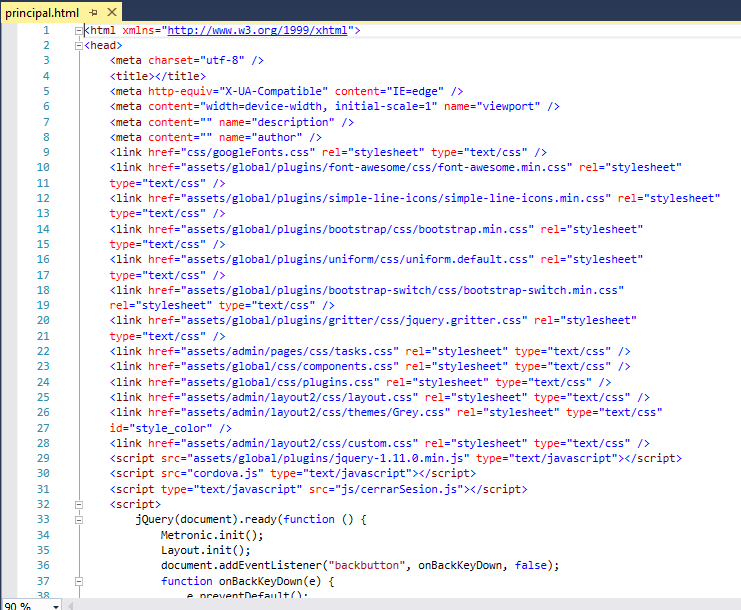 principal.html
1 <html xmlns="http://www.w3.org/1999/xhtml">
2 <head>
3 <meta charset="utf-8" />
4 <title></title>
5 <meta http-equiv="X-UA-Compatible" content="IE=edge" />
6 <meta content="width=device-width, initial-scale=1" name="viewport" />
7 <meta content="" name="description" />
8 <meta content="" name="author" />
9 <link href="css/googleFonts.css" rel="stylesheet" type="text/css" />
10 <link href="assets/global/plugins/font-awesome/css/font-awesome.min.css" rel="stylesheet"
11 type="text/css" />
12 <link href="assets/global/plugins/simple-line-icons/simple-line-icons.min.css" rel="stylesheet"
13 type="text/css" />
14 <link href="assets/global/plugins/bootstrap/css/bootstrap.min.css" rel="stylesheet"
15 type="text/css" />
16 <link href="assets/global/plugins/uniform/css/uniform.default.css" rel="stylesheet"
17 type="text/css" />
18 <link href="assets/global/plugins/bootstrap-switch/css/bootstrap-switch.min.css"
19 rel="stylesheet" type="text/css" />
20 <link href="assets/global/plugins/gritter/css/jquery.gritter.css" rel="stylesheet"
21 type="text/css" />
22 <link href="assets/admin/pages/css/tasks.css" rel="stylesheet" type="text/css" />
23 <link href="assets/global/css/components.css" rel="stylesheet" type="text/css" />
24 <link href="assets/global/css/plugins.css" rel="stylesheet" type="text/css" />
25 <link href="assets/admin/layout2/css/layout.css" rel="stylesheet" type="text/css" />
26 <link href="assets/admin/layout2/css/themes/Grey.css" rel="stylesheet" type="text/css"
27 id="style_color" />
28 <link href="assets/admin/layout2/css/custom.css" rel="stylesheet" type="text/css" />
29 <script src="assets/global/plugins/jquery-1.11.0.min.js" type="text/javascript"></script>
30 <script src="cordova.js" type="text/javascript"></script>
31 <script type="text/javascript" src="js/cerrarSesion.js"></script>
32 <script>
33 jQuery(document).ready(function () {
34 Metronic.init();
35 Layout.init();
36 document.addEventListener("backbutton", onBackKeyDown, false);
37 function onBackKeyDown(e) {
38 e.preventDefault();
90 %